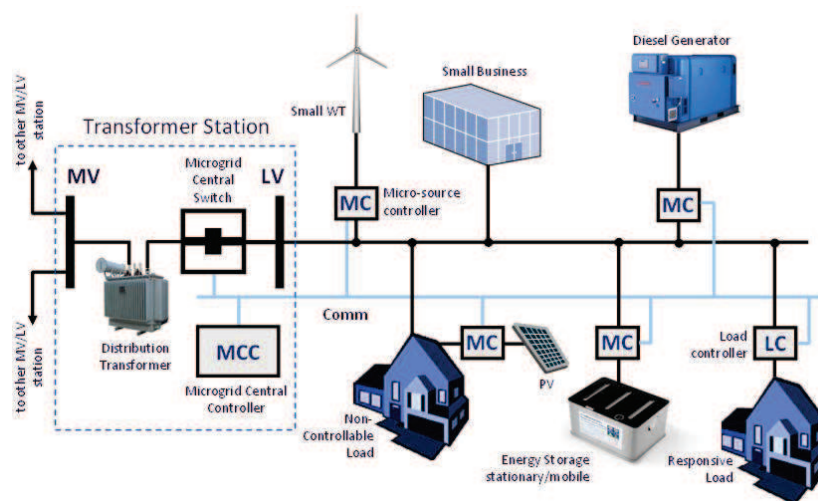 Diesel Generator
Small Business
Small WT
to other MV/LV
station
Transformer Station
MV
Microgrid
Central
Switch
LV
MC
Micro-source
controller
MC
Comm
to other MV/LV
station
Distribution
Transformer
MCC
Microgrid Central
Controller
MC
PV
MC
Load
controller
LC
Non-
Controllable
Load
Energy Storage
stationary/mobile
Responsive
Load